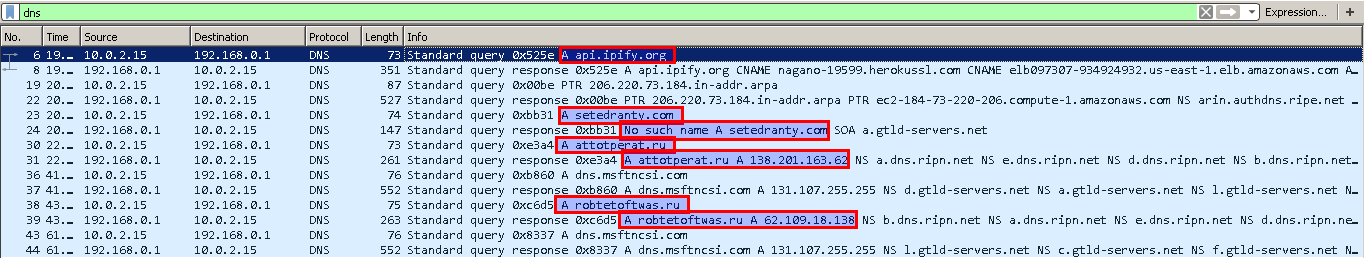 dns Expression... +
No. Time Source Destination Protocol Length Info
6 19... 10.0.2.15 192.168.0.1 DNS 73 Standard query 0x525e A api.ipify.org
8 19... 192.168.0.1 10.0.2.15 DNS 351 Standard query response 0x525e A api.ipify.org CNAME nagano-19599.herokussl.com CNAME elb097307-934924932.us-east-1.elb.amazonaws.com A...
19 20... 10.0.2.15 192.168.0.1 DNS 87 Standard query 0x00be PTR 206.220.73.184.in-addr.arpa
22 20... 192.168.0.1 10.0.2.15 DNS 527 Standard query response 0x00be PTR 206.220.73.184.in-addr.arpa PTR ec2-184-73-220-206.compute-1.amazonaws.com NS arin.authdns.ripe.net ...
23 20... 10.0.2.15 192.168.0.1 DNS 74 Standard query 0xbb31 A setedranty.com
24 20... 192.168.0.1 10.0.2.15 DNS 147 Standard query response 0xbb31 No such name A setedranty.com SOA a.gtld-servers.net
30 22... 10.0.2.15 192.168.0.1 DNS 73 Standard query 0xe3a4 A attotperat.ru
31 22... 192.168.0.1 10.0.2.15 DNS 261 Standard query response 0xe3a4 A attotperat.ru A 138.201.163.62 NS a.dns.ripn.net NS e.dns.ripn.net NS d.dns.ripn.net NS b.dns.ripn...
36 41... 10.0.2.15 192.168.0.1 DNS 76 Standard query 0xb860 A dns.msftncsi.com
37 41... 192.168.0.1 10.0.2.15 DNS 552 Standard query response 0xb860 A dns.msftncsi.com A 131.107.255.255 NS d.gtld-servers.net NS a.gtld-servers.net NS l.gtld-servers.net N...
38 43... 10.0.2.15 192.168.0.1 DNS 75 Standard query 0xc6d5 A robtetoftwas.ru
39 43... 192.168.0.1 10.0.2.15 DNS 263 Standard query response 0xc6d5 A robtetoftwas.ru A 62.109.18.138 NS b.dns.ripn.net NS a.dns.ripn.net NS e.dns.ripn.net NS d.dns.rip...
43 61... 10.0.2.15 192.168.0.1 DNS 76 Standard query 0x8337 A dns.msftncsi.com
44 61... 192.168.0.1 10.0.2.15 DNS 552 Standard query response 0x8337 A dns.msftncsi.com A 131.107.255.255 NS l.gtld-servers.net NS c.gtld-servers.net NS f.gtld-servers.net N...